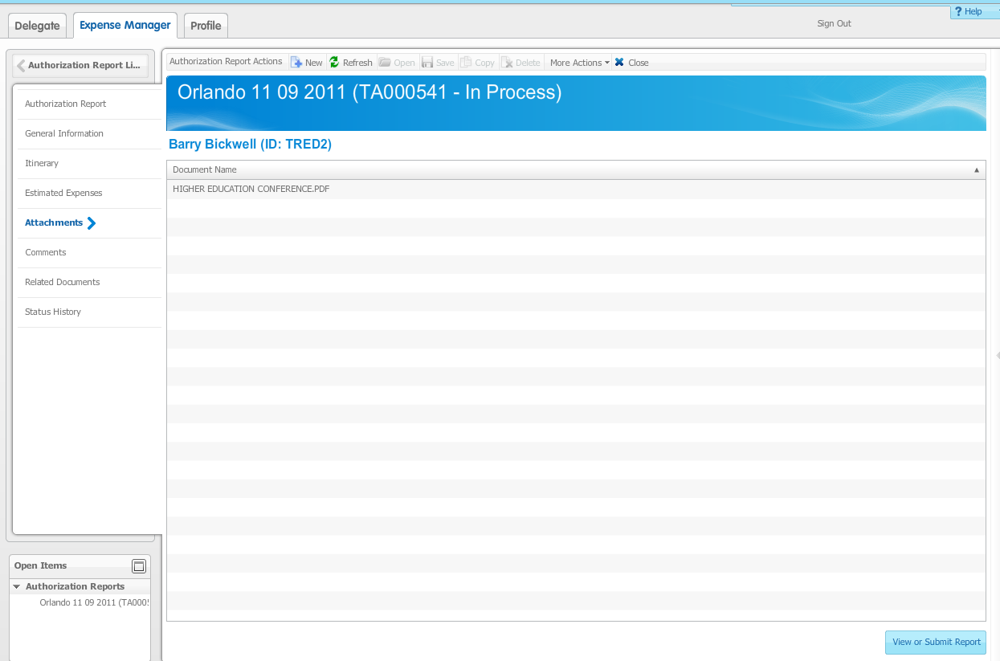 ? Help
Delegate
Expense Manager
Profile
Sign Out
Authorization Report Li...
Authorization Report Actions
New
Refresh
Open
Save
Copy
Delete
More Actions
Close
Orlando 11 09 2011 (TA000541 - In Process)
Barry Bickwell (ID: TRED2)
Authorization Report
General Information
Itinerary
Estimated Expenses
Attachments
Comments
Related Documents
Status History
Document Name
HIGHER EDUCATION CONFERENCE.PDF
Open Items
Authorization Reports
Orlando 11 09 2011 (TA000
View or Submit Report